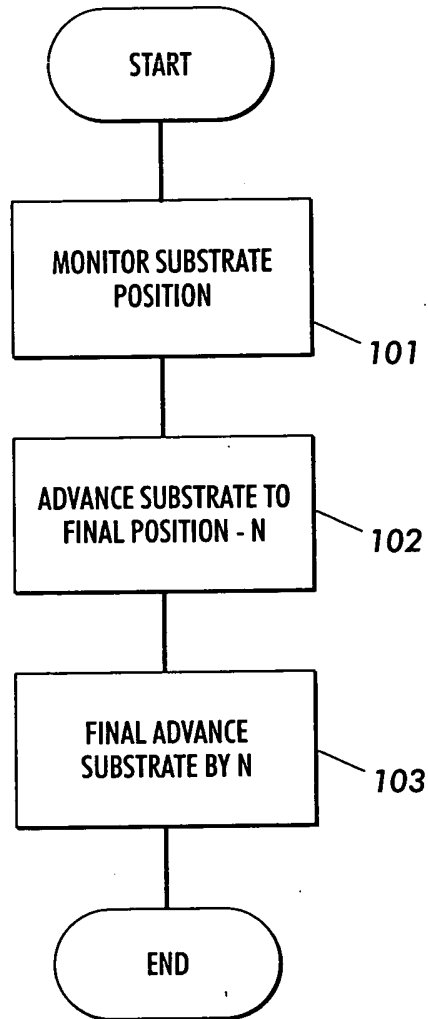 START
MONITOR SUBSTRATE
POSITION
101
ADVANCE SUBSTRATE TO
FINAL POSITION - N
102
FINAL ADVANCE
SUBSTRATE BY N
103
END